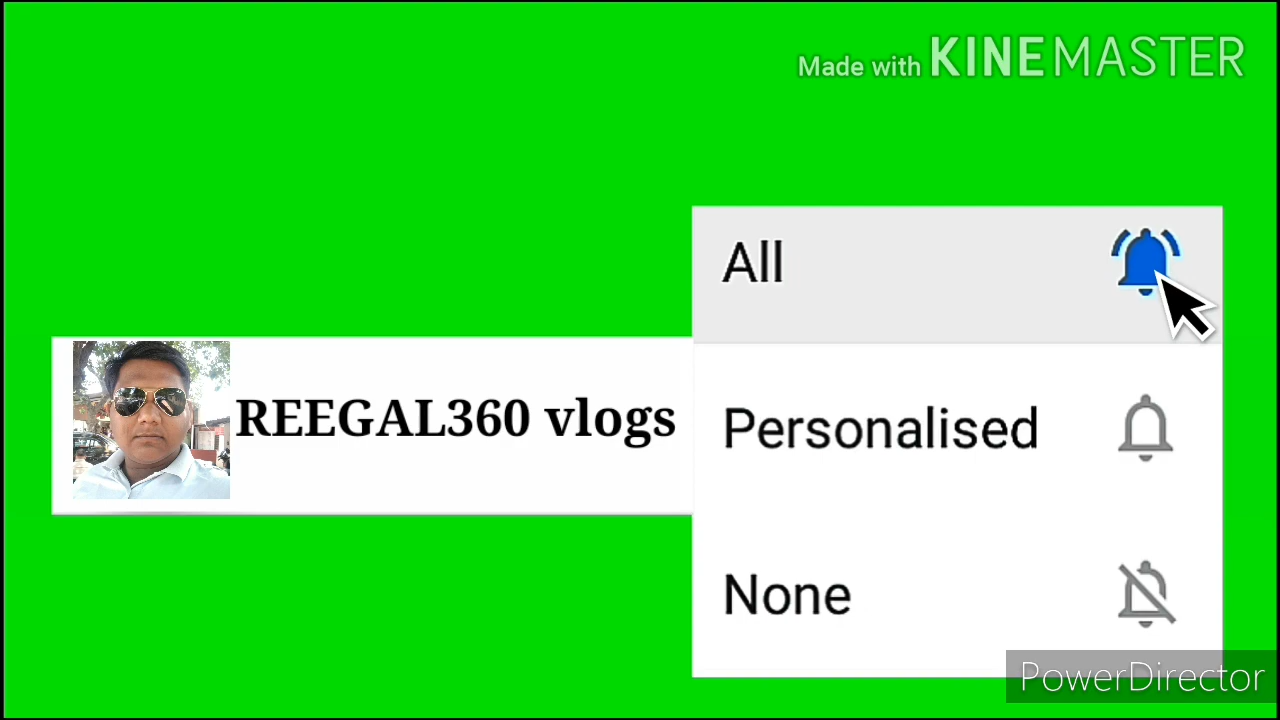 Made with KINEMASTER
All
REEGAL360 vlogs
Personalised
None
PowerDirector